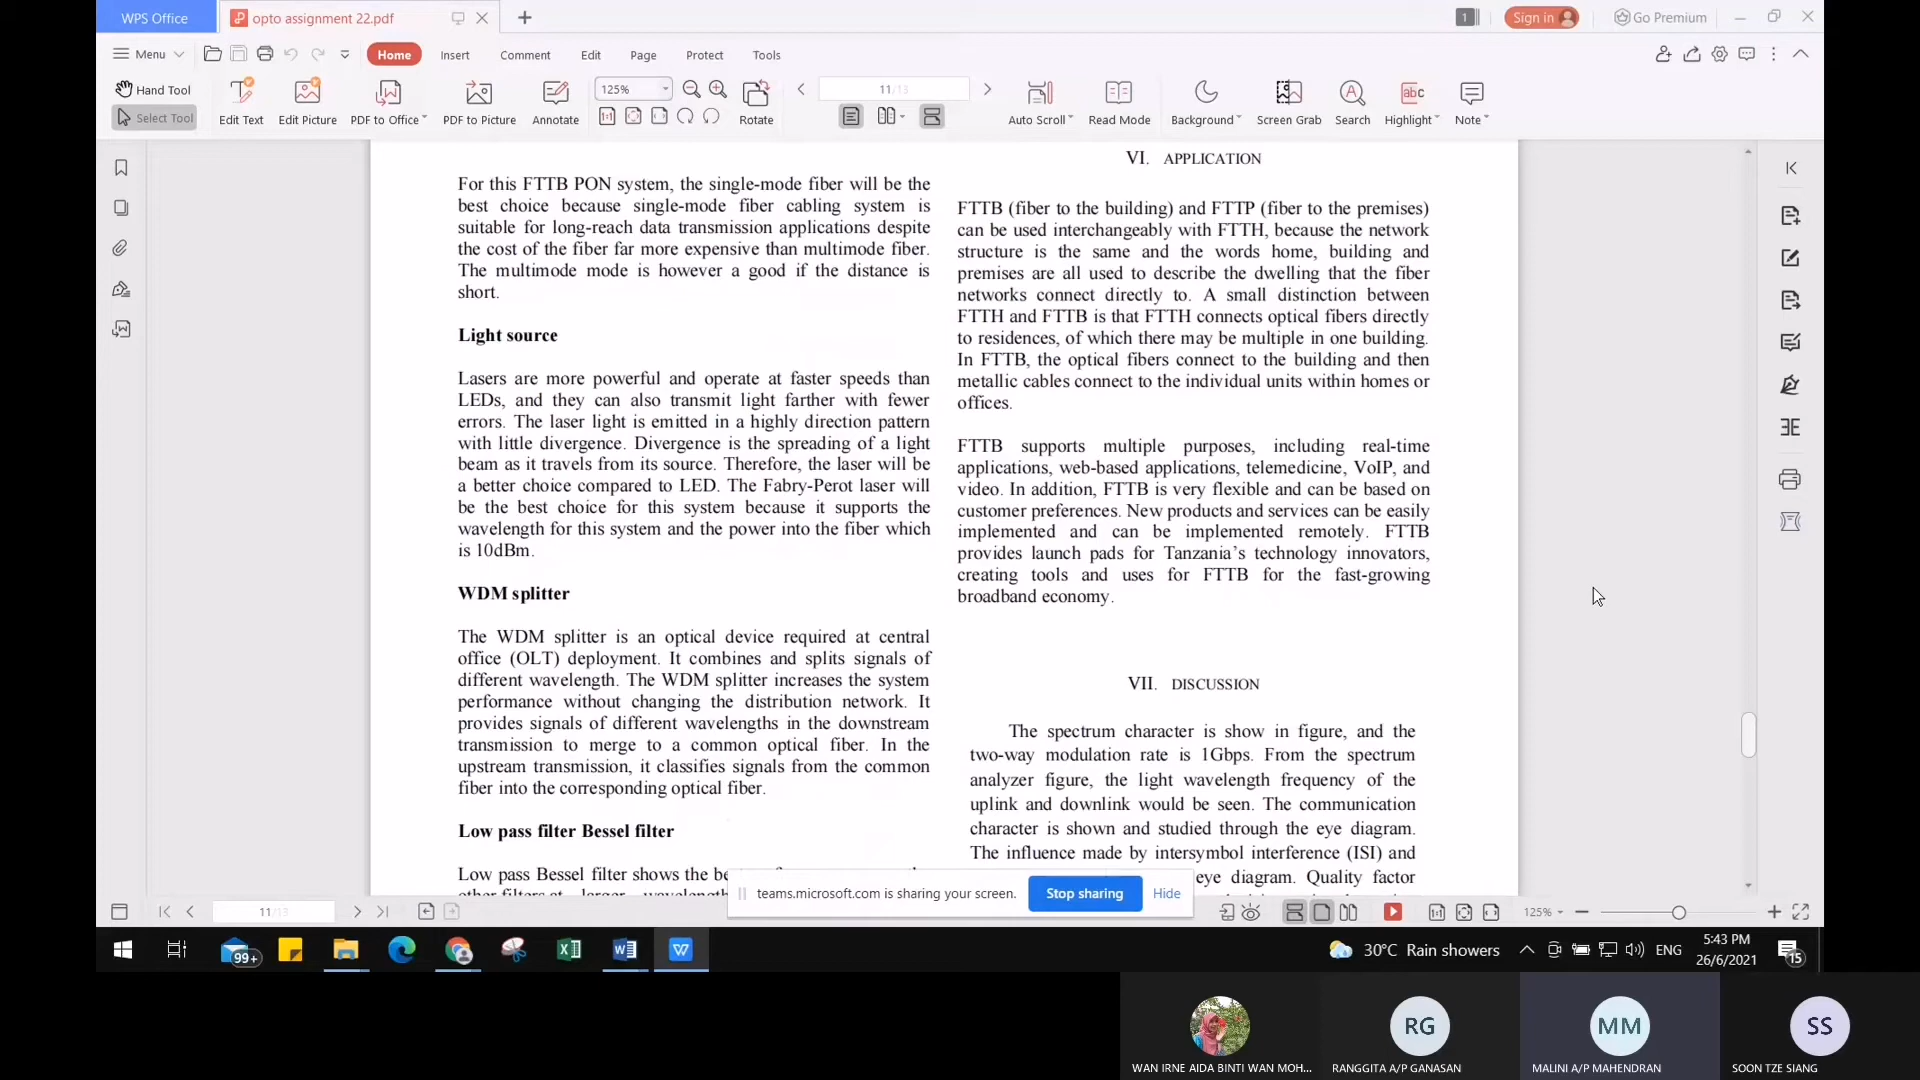 WPS Office
opto assignment 22.pdf
1
Sign in
Go Premium
Menu
Home
Insert
Comment
Edit
Page
Protect
Tools
Hand Tool
Select Tool
Edit Text
Edit Picture
PDF to Office
PDF to Picture
Annotate
125%
Rotate
11/13
Auto Scroll
Read Mode
Background
Screen Grab
Search
Highlight
Note
For this FTTB PON system, the single-mode fiber will be the
best choice because single-mode fiber cabling system is
suitable for long-reach data transmission applications despite
the cost of the fiber far more expensive than multimode fiber.
The multimode mode is however a good if the distance is
short.
Light source
Lasers are more powerful and operate at faster speeds than
LEDs, and they can also transmit light farther with fewer
errors. The laser light is emitted in a highly direction pattern
with little divergence. Divergence is the spreading of a light
beam as it travels from its source. Therefore, the laser will be
a better choice compared to LED. The Fabry-Perot laser will
be the best choice for this system because it supports the
wavelength for this system and the power into the fiber which
is 10dBm.
WDM splitter
The WDM splitter is an optical device required at central
office (OLT) deployment. It combines and splits signals of
different wavelength. The WDM splitter increases the system
performance without changing the distribution network. It
provides signals of different wavelengths in the downstream
transmission to merge to a common optical fiber. In the
upstream transmission, it classifies signals from the common
fiber into the corresponding optical fiber.
Low pass filter Bessel filter
Low pass Bessel filter shows the
VI. APPLICATION
FTTB (fiber to the building) and FTTP (fiber to the premises)
can be used interchangeably with FTTH, because the network
structure is the same and the words home, building and
premises are all used to describe the dwelling that the fiber
networks connect directly to. A small distinction between
FTTH and FTTB is that FTTH connects optical fibers directly
to residences, of which there may be multiple in one building.
In FTTB, the optical fibers connect to the building and then
metallic cables connect to the individual units within homes or
offices.
FTTB supports multiple purposes, including real-time
applications, web-based applications, telemedicine, VoIP, and
video. In addition, FTTB is very flexible and can be based on
customer preferences. New products and services can be easily
implemented and can be implemented remotely. FTTB
provides launch pads for Tanzania's technology innovators,
creating tools and uses for FTTB for the fast-growing
broadband economy.
VII. DISCUSSION
The spectrum character is show in figure, and the
two-way modulation rate is 1Gbps. From the spectrum
analyzer figure, the light wavelength frequency of the
uplink and downlink would be seen. The communication
character is shown and studied through the eye diagram.
The influence made by intersymbol interference (ISI) and
eye diagram. Quality factor
teams.microsoft.com is sharing your screen.
Stop sharing
Hide
11/13
125%
99+
30°C Rain showers
ENG
5:43 PM
26/6/2021
15
WAN IRNE AIDA BINTI WAN MOH...
RG
RANGGITA A/P GANASAN
MM
MALINI A/P MAHENDRAN
SS
SOON TZE SIANG